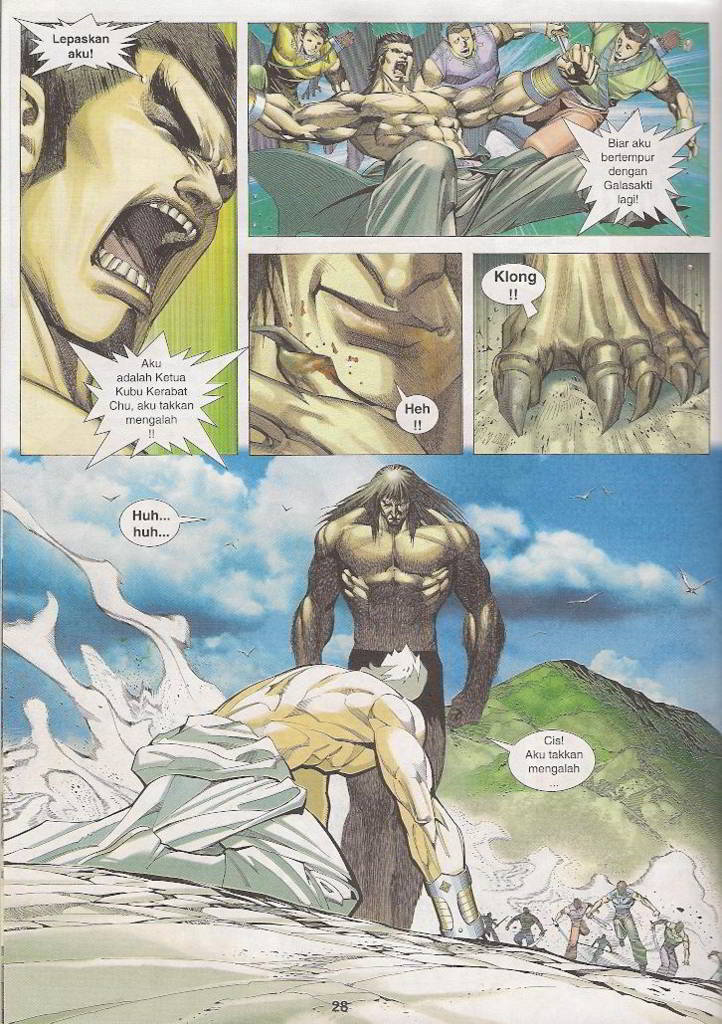 Lepaskan
aku!
Aku
adalah Ketua
Kubu Kerabat
Chu, aku takkan
mengalah
!!
Biar aku
bertempur
dengan
Galasakti
lagi!
Heh
!!
Klong
!!
Huh...
huh...
Cis!
Aku takkan
mengalah
...
28